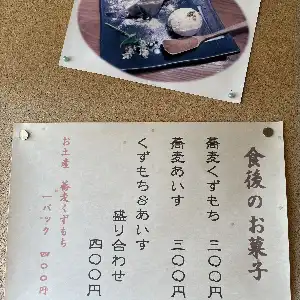 食後のお菓子
蕎麦くずもち 三〇〇円
蕎麦あいす 三〇〇円
くずもち&あいす
盛り合わせ
四〇〇円
お土産 蕎麦くずもち
一パック 四〇〇円